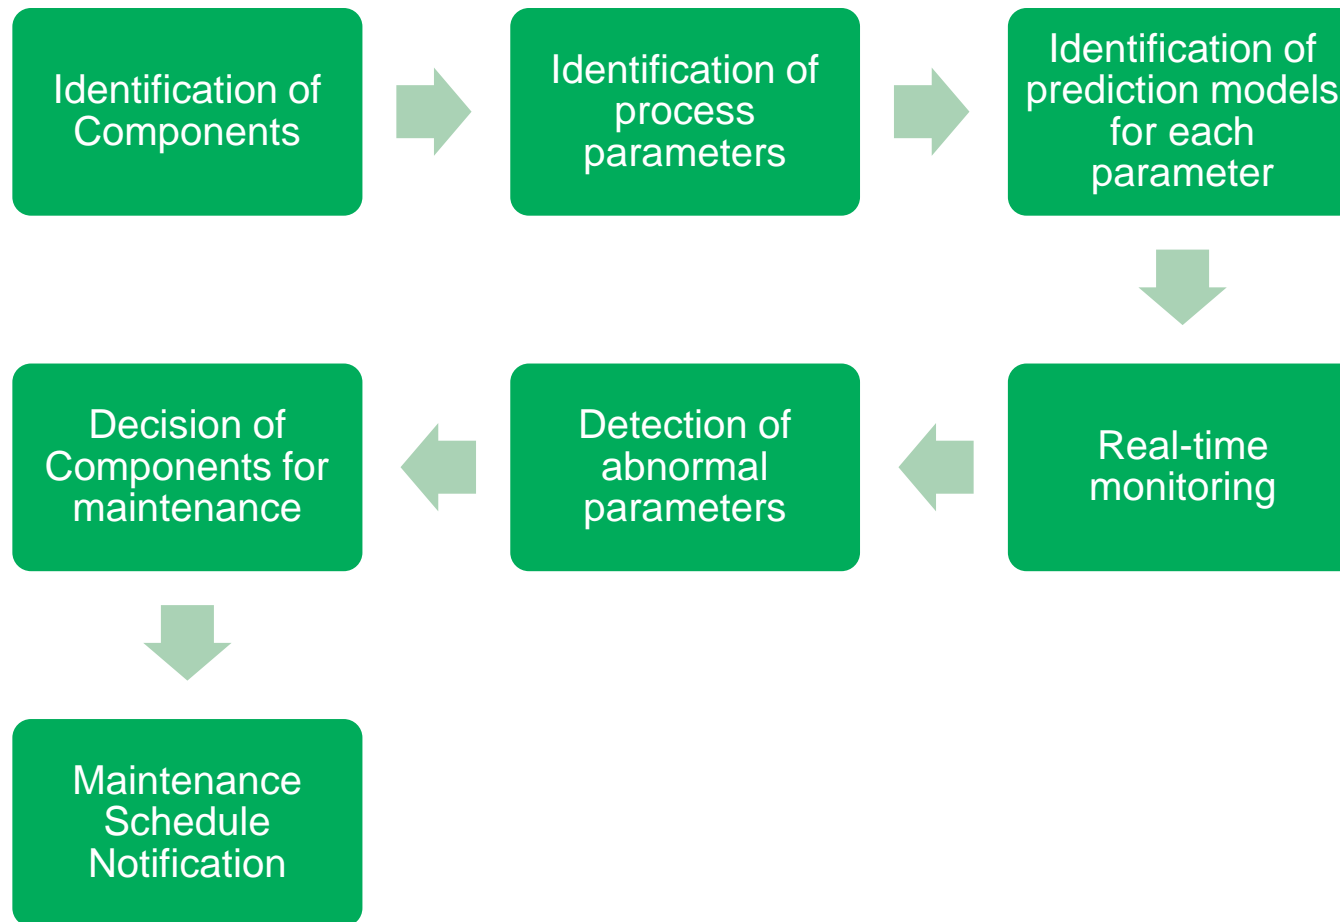 Identification of
Components
Identification of
process
parameters
Identification of
prediction models
for each
parameter
Real-time
monitoring
Detection of
abnormal
parameters
Decision of
Components for
maintenance
Maintenance
Schedule
Notification